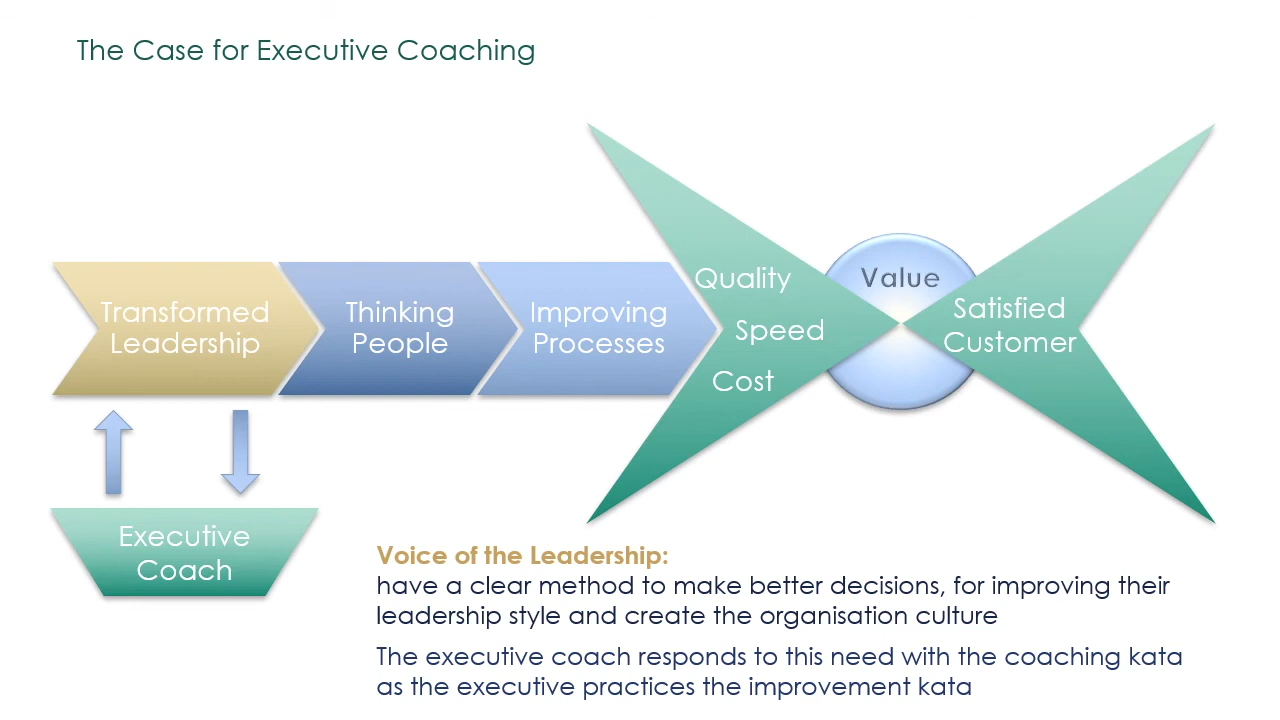 The Case for Executive Coaching
Transformed
Leadership
Thinking
People
Improving
Processes
Quality
Speed
Cost
Value
Satisfied
Customer
Executive
Coach
Voice of the Leadership:
have a clear method to make better decisions, for improving their
leadership style and create the organisation culture
The executive coach responds to this need with the coaching kata
as the executive practices the improvement kata